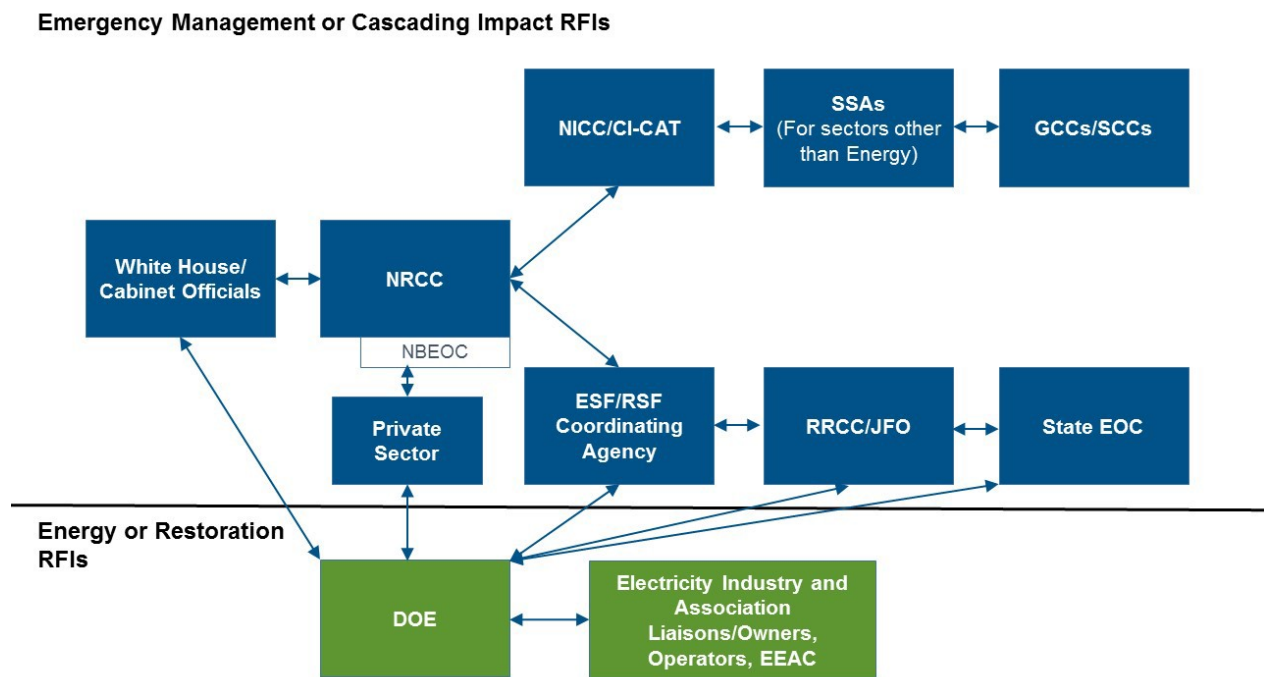 Emergency Management or Cascading Impact RFIs
NICC/CI-CAT
SSAs
(For sectors other
than Energy)
GCCs/SCCs
White House/
Cabinet Officials
NRCC
NBEOC
Private
Sector
ESF/RSF
Coordinating
Agency
RRCC/JFO
State EOC
Energy or Restoration
RFIs
DOE
Electricity Industry and
Association
Liaisons/Owners,
Operators, EEAC